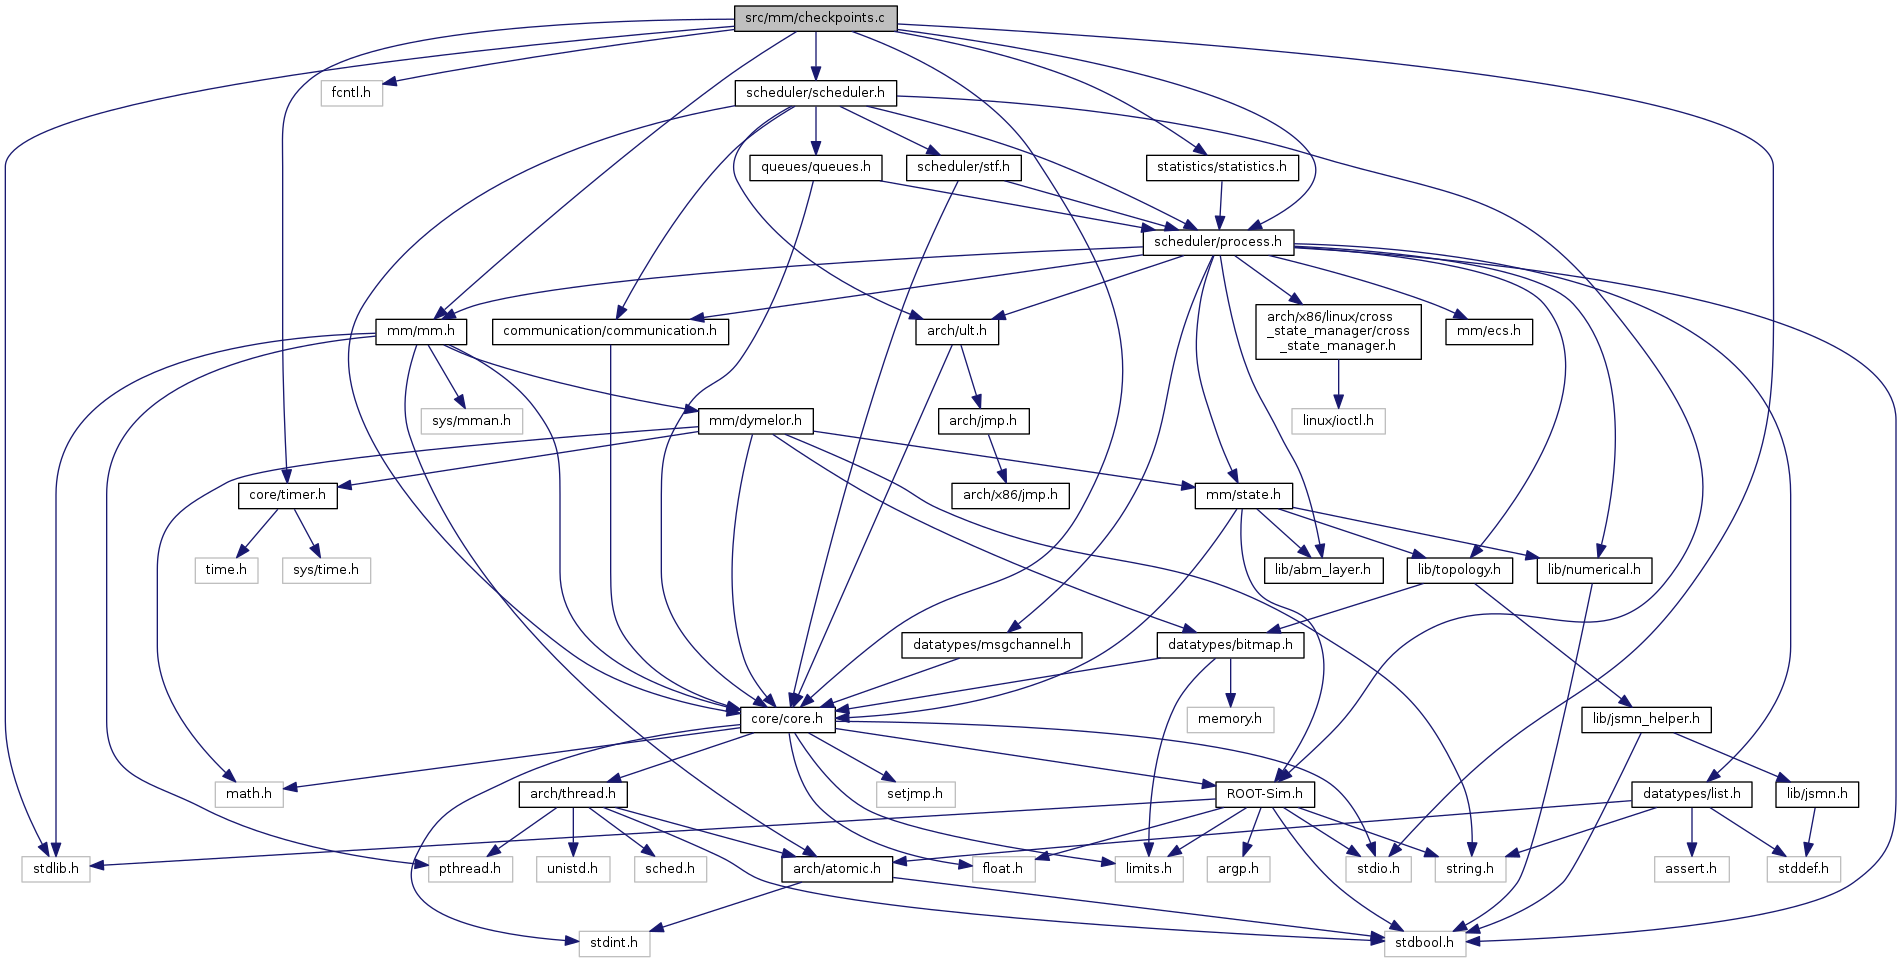 src/mm/checkpoints.c
fcntl.h
scheduler/scheduler.h
queues/queues.h
scheduler/stf.h
statistics/statistics.h
scheduler/process.h
mm/mm.h
communication/communication.h
arch/ult.h
arch/x86/linux/cross
_state_manager/cross
_state_manager.h
mm/ecs.h
sys/mman.h
mm/dymelor.h
arch/jmp.h
linux/ioctl.h
core/timer.h
arch/x86/jmp.h
mm/state.h
time.h
sys/time.h
lib/abm_layer.h
lib/topology.h
lib/numerical.h
datatypes/msgchannel.h
datatypes/bitmap.h
core/core.h
memory.h
lib/jsmn_helper.h
math.h
arch/thread.h
setjmp.h
ROOT-Sim.h
datatypes/list.h
lib/jsmn.h
stdlib.h
pthread.h
unistd.h
sched.h
arch/atomic.h
float.h
limits.h
argp.h
stdio.h
string.h
assert.h
stddef.h
stdint.h
stdbool.h